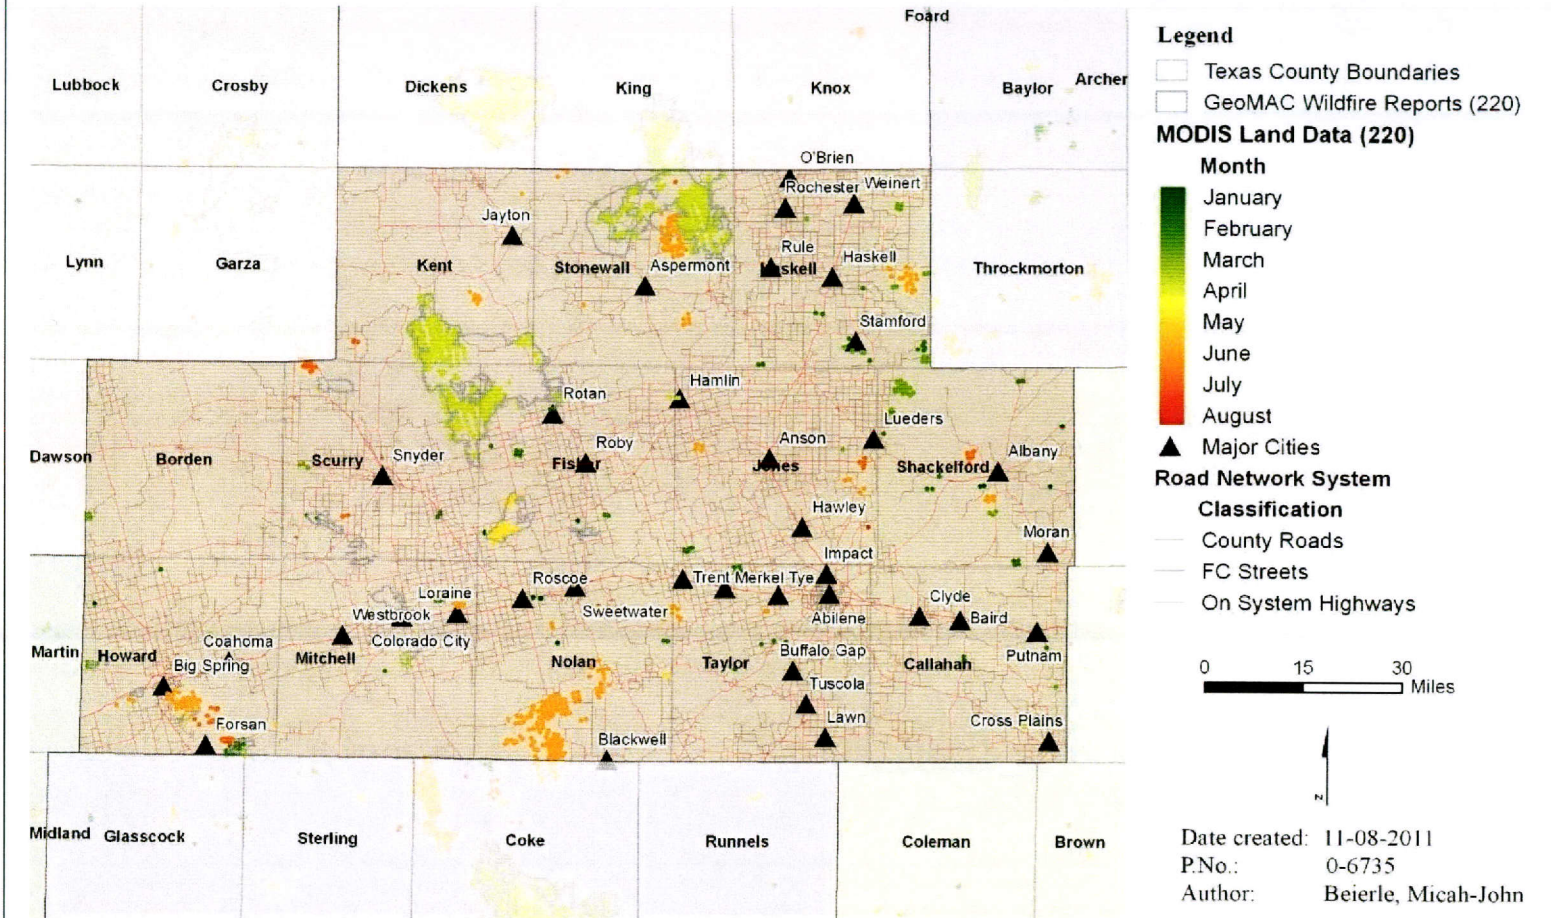 Foard
Lubbock
Crosby
Dickens
King
Knox
Baylor
Archer
O'Brien
Rochester
Weinert
Jayton
Lynn
Garza
Kent
Stonewall
Aspermont
Rule
Haskell
Haskell
Throckmorton
Stamford
Rotan
Hamlin
Lueders
Dawson
Borden
Scurry
Snyder
Fisher
Roby
Anson
Jones
Shackelford
Albany
Hawley
Moran
Impact
Loraine
Roscoe
Trent Merkel Tye
Westbrook
Sweetwater
Abilene
Clyde
Baird
Coahoma
Colorado City
Martin
Howard
Big Spring
Mitchell
Nolan
Taylor
Buffalo Gap
Callahan
Putnam
Tuscola
Forsan
Lawn
Cross Plains
Blackwell
Midland
Glasscock
Sterling
Coke
Runnels
Coleman
Brown
Legend
Texas County Boundaries
GeoMAC Wildfire Reports (220)
MODIS Land Data (220)
Month
January
February
March
April
May
June
July
August
Major Cities
Road Network System
Classification
County Roads
FC Streets
On System Highways
0 15 30
Miles
N
Date created: 11-08-2011
P.No.: 0-6735
Author: Beierle, Micah-John